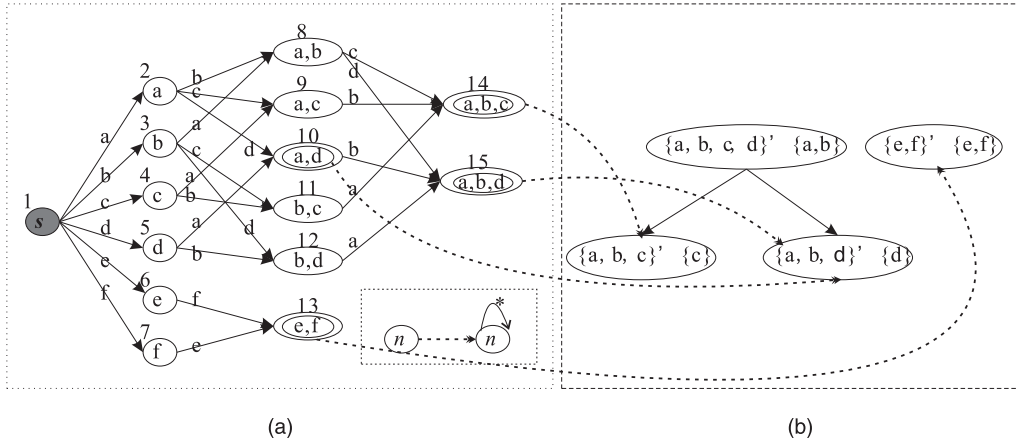 8
a,b
c
d
2
a
b
c
9
a,c
b
14
a,b,c
3
b
a
c
d
10
a,d
b
15
a,b,d
a
b
4
c
a
b
11
b,c
a
1
s
c
d
5
d
a
b
d
12
b,d
a
e
f
6
e
f
13
e,f
7
f
e
n
n
*
{a, b, c, d}' {a,b}
{e,f}' {e,f}
{a, b, c}' {c}
{a, b, d}' {d}
(a)
(b)